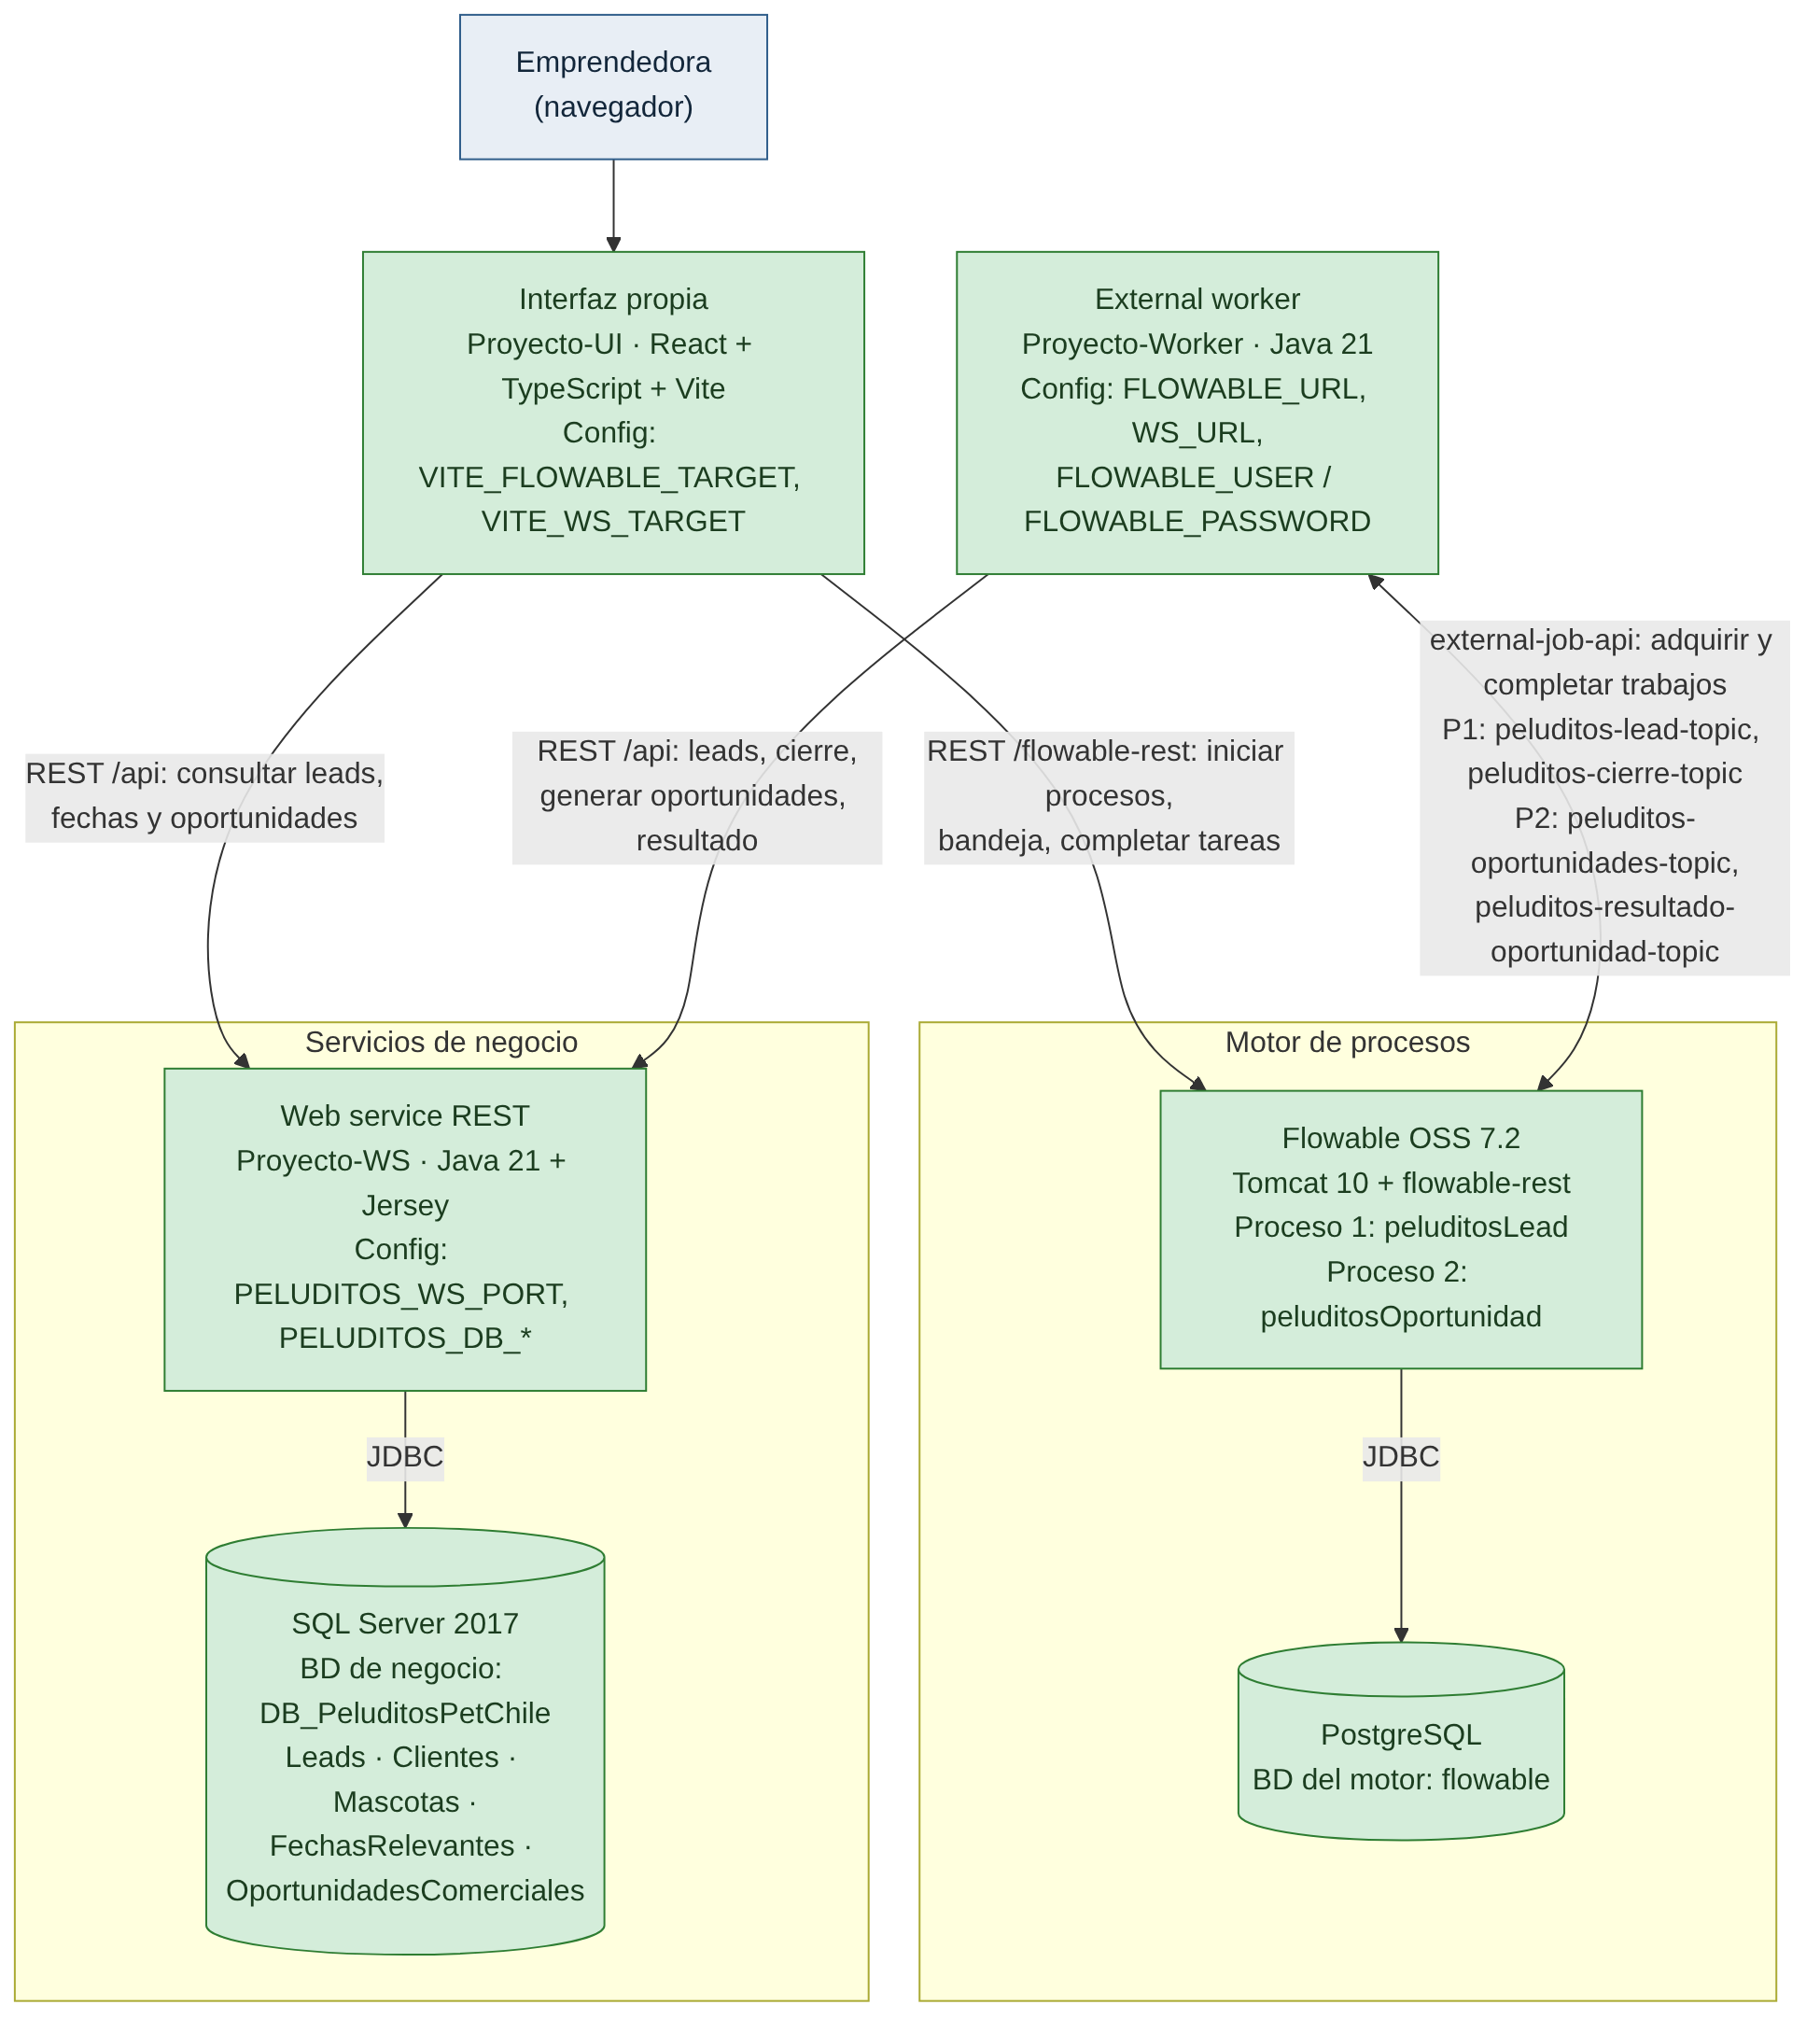 Emprendedora
(navegador)
Interfaz propia
Proyecto-UI · React +
TypeScript + Vite
Config:
VITE_FLOWABLE_TARGET,
VITE_WS_TARGET
External worker
Proyecto-Worker · Java 21
Config: FLOWABLE_URL,
WS_URL,
FLOWABLE_USER /
FLOWABLE_PASSWORD
REST /api: consultar leads,
fechas y oportunidades
REST /api: leads, cierre,
generar oportunidades,
resultado
REST /flowable-rest: iniciar
procesos,
bandeja, completar tareas
external-job-api: adquirir y
completar trabajos
P1: peluditos-lead-topic,
peluditos-cierre-topic
P2: peluditos-
oportunidades-topic,
peluditos-resultado-
oportunidad-topic
Servicios de negocio
Web service REST
Proyecto-WS · Java 21 +
Jersey
Config:
PELUDITOS_WS_PORT,
PELUDITOS_DB_*
JDBC
SQL Server 2017
BD de negocio:
DB_PeluditosPetChile
Leads · Clientes ·
Mascotas ·
FechasRelevantes ·
OportunidadesComerciales
Motor de procesos
Flowable OSS 7.2
Tomcat 10 + flowable-rest
Proceso 1: peluditosLead
Proceso 2:
peluditosOportunidad
JDBC
PostgreSQL
BD del motor: flowable